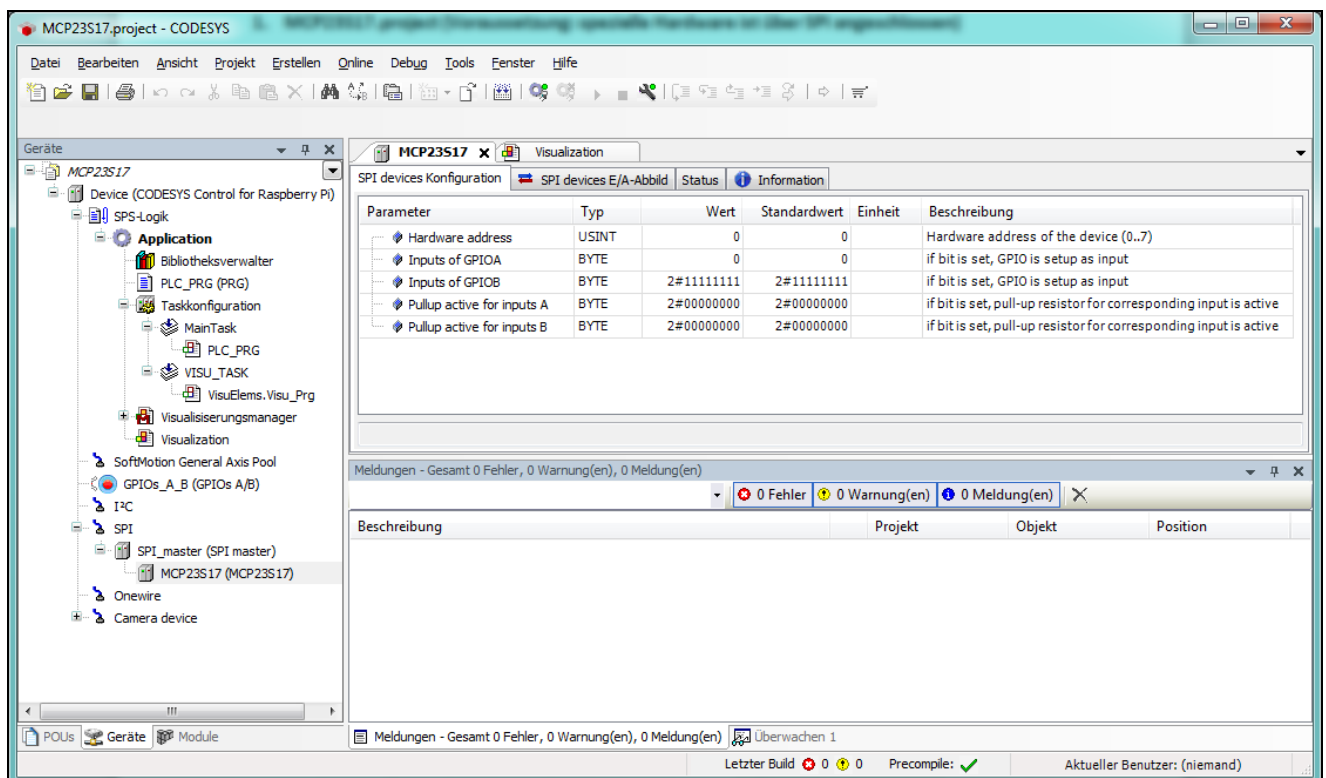 MCP23S17.project - CODESYS
1. MCP23S17.project (Voraussetzung: spezielle Hardware ist über SPI angeschlossen)
Datei Bearbeiten Ansicht Projekt Erstellen Online Debug Tools Fenster Hilfe
Geräte
MCP23S17
Device (CODESYS Control for Raspberry Pi)
SPS-Logik
Application
Bibliotheksverwalter
PLC_PRG (PRG)
Taskkonfiguration
MainTask
PLC_PRG
VISU_TASK
VisuElems.Visu_Prg
Visualisierungsmanager
Visualization
SoftMotion General Axis Pool
GPIOs_A_B (GPIOs A/B)
I²C
SPI
SPI_master (SPI master)
MCP23S17 (MCP23S17)
Onewire
Camera device
POUs Geräte Module
MCP23S17 Visualization
SPI devices Konfiguration SPI devices E/A-Abbild Status Information
Parameter Typ Wert Standardwert Einheit Beschreibung
Hardware address USINT 0 0 Hardware address of the device (0..7)
Inputs of GPIOA BYTE 0 0 if bit is set, GPIO is setup as input
Inputs of GPIOB BYTE 2#11111111 2#11111111 if bit is set, GPIO is setup as input
Pullup active for inputs A BYTE 2#00000000 2#00000000 if bit is set, pull-up resistor for corresponding input is active
Pullup active for inputs B BYTE 2#00000000 2#00000000 if bit is set, pull-up resistor for corresponding input is active
Meldungen - Gesamt 0 Fehler, 0 Warnung(en), 0 Meldung(en)
0 Fehler 0 Warnung(en) 0 Meldung(en)
Beschreibung Projekt Objekt Position
Meldungen - Gesamt 0 Fehler, 0 Warnung(en), 0 Meldung(en) Überwachen 1
Letzter Build 0 0 Precompile: Aktueller Benutzer: (niemand)